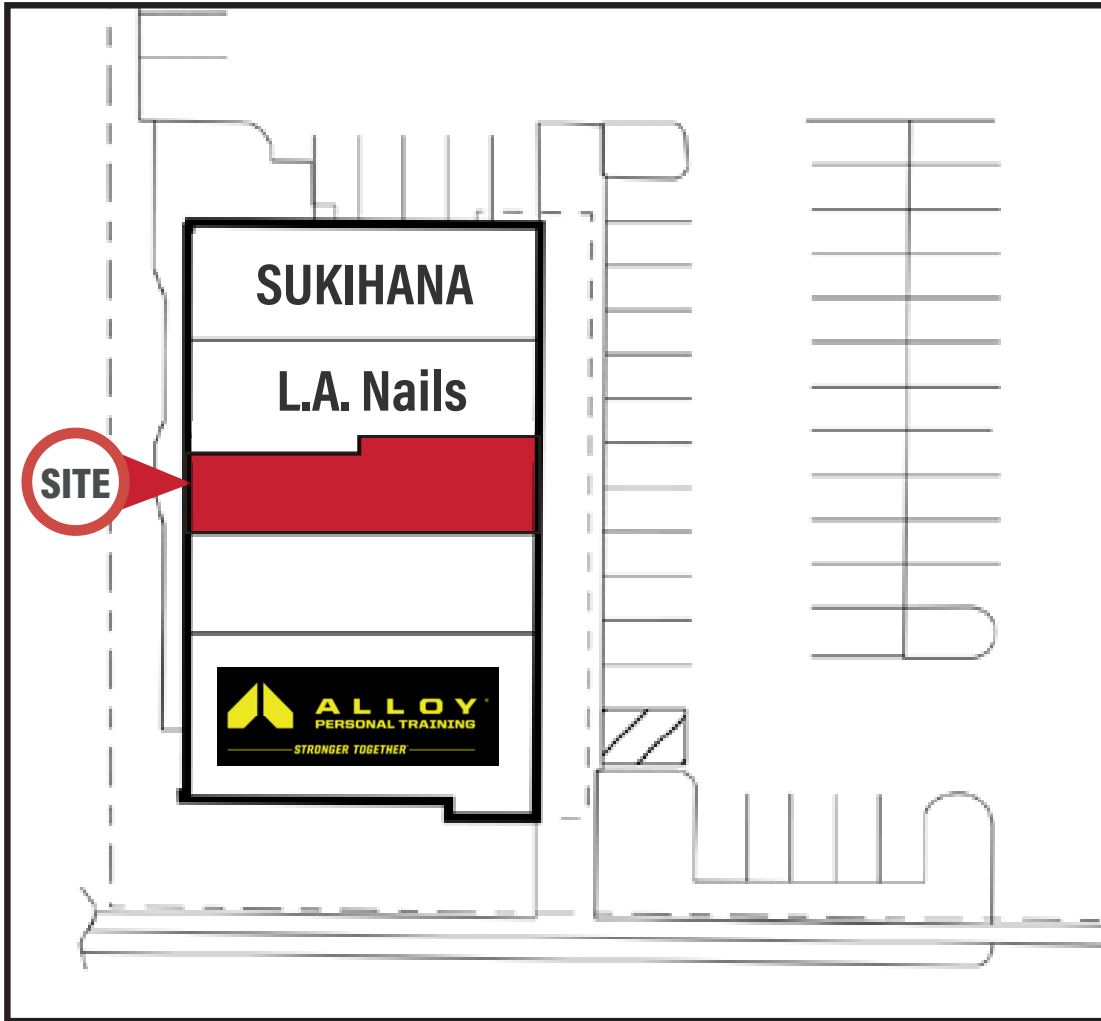 SUKIHANA
L.A. Nails
SITE
ALLOY
PERSONAL TRAINING
STRONGER TOGETHER